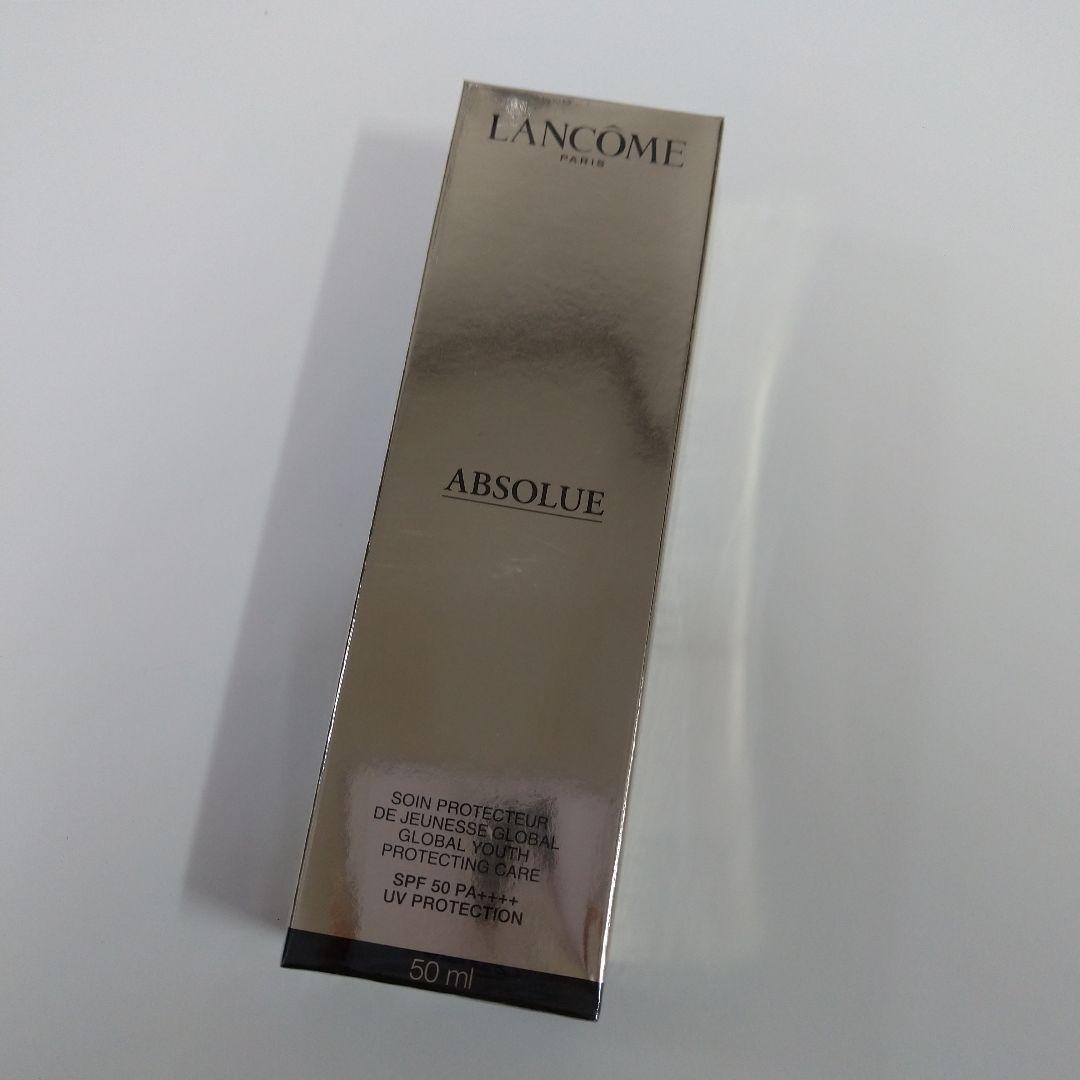 LANCÔME
PARIS
ABSOLUE
SOIN PROTECTEUR
DE JEUNESSE GLOBAL
GLOBAL YOUTH
PROTECTING CARE
SPF 50 PA++++
UV PROTECTION
50 ml